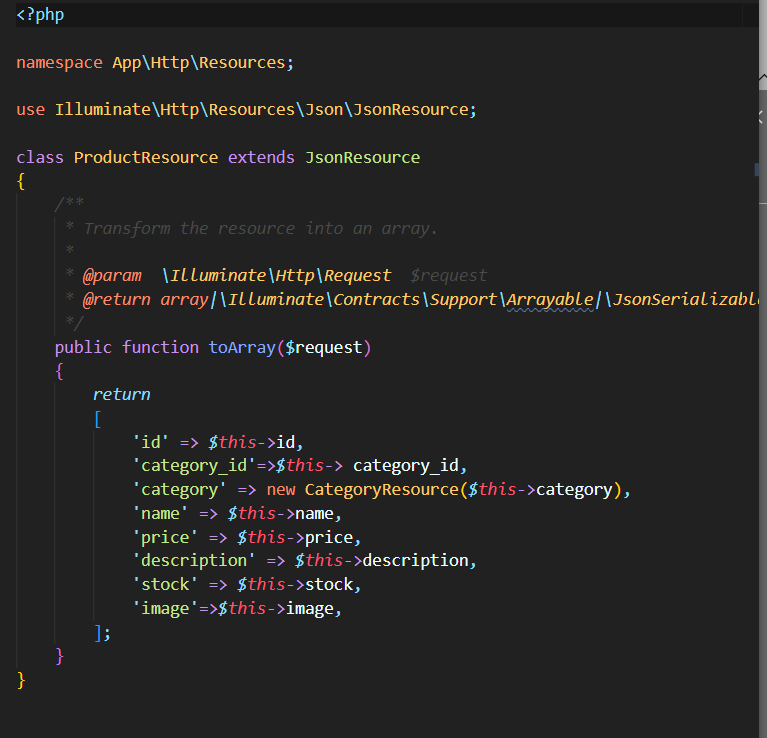 <?php
namespace App\Http\Resources;
use Illuminate\Http\Resources\Json\JsonResource;
class ProductResource extends JsonResource
{
/**
* Transform the resource into an array.
*
* @param  \Illuminate\Http\Request  $request
* @return array|\Illuminate\Contracts\Support\Arrayable|\JsonSerializabl
*/
public function toArray($request)
{
return
[
'id' => $this->id,
'category_id'=>$this-> category_id,
'category' => new CategoryResource($this->category),
'name' => $this->name,
'price' => $this->price,
'description' => $this->description,
'stock' => $this->stock,
'image'=>$this->image,
];
}
}